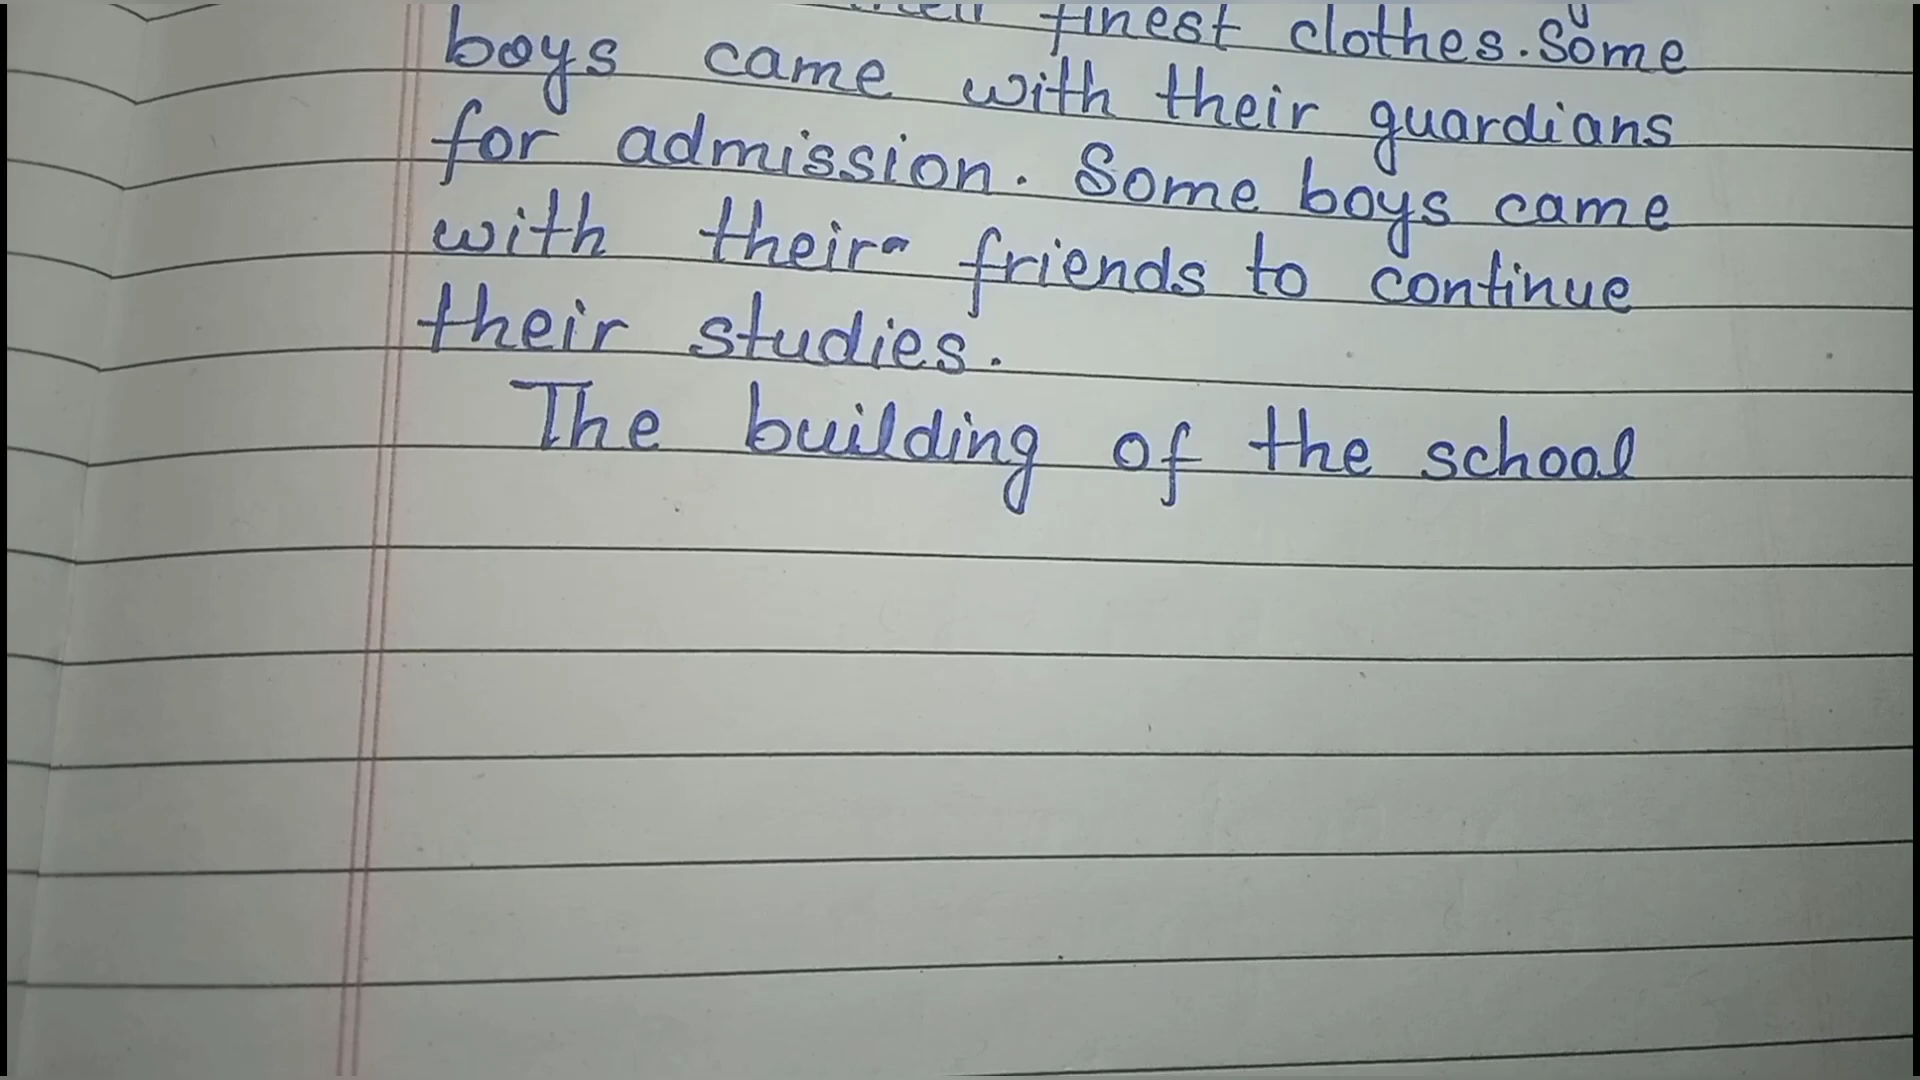 finest clothes. Some
boys came with their guardians
for admission. Some boys came
with their friends to continue
their studies.
The building of the school